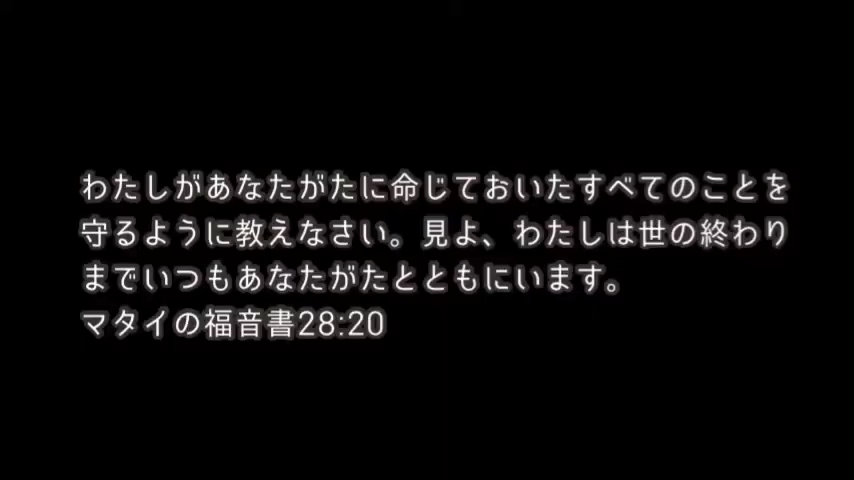 わたしがあなたがたに命じておいたすべてのことを
守るように教えなさい。見よ、わたしは世の終わり
までいつもあなたがたとともにいます。
マタイの福音書28:20